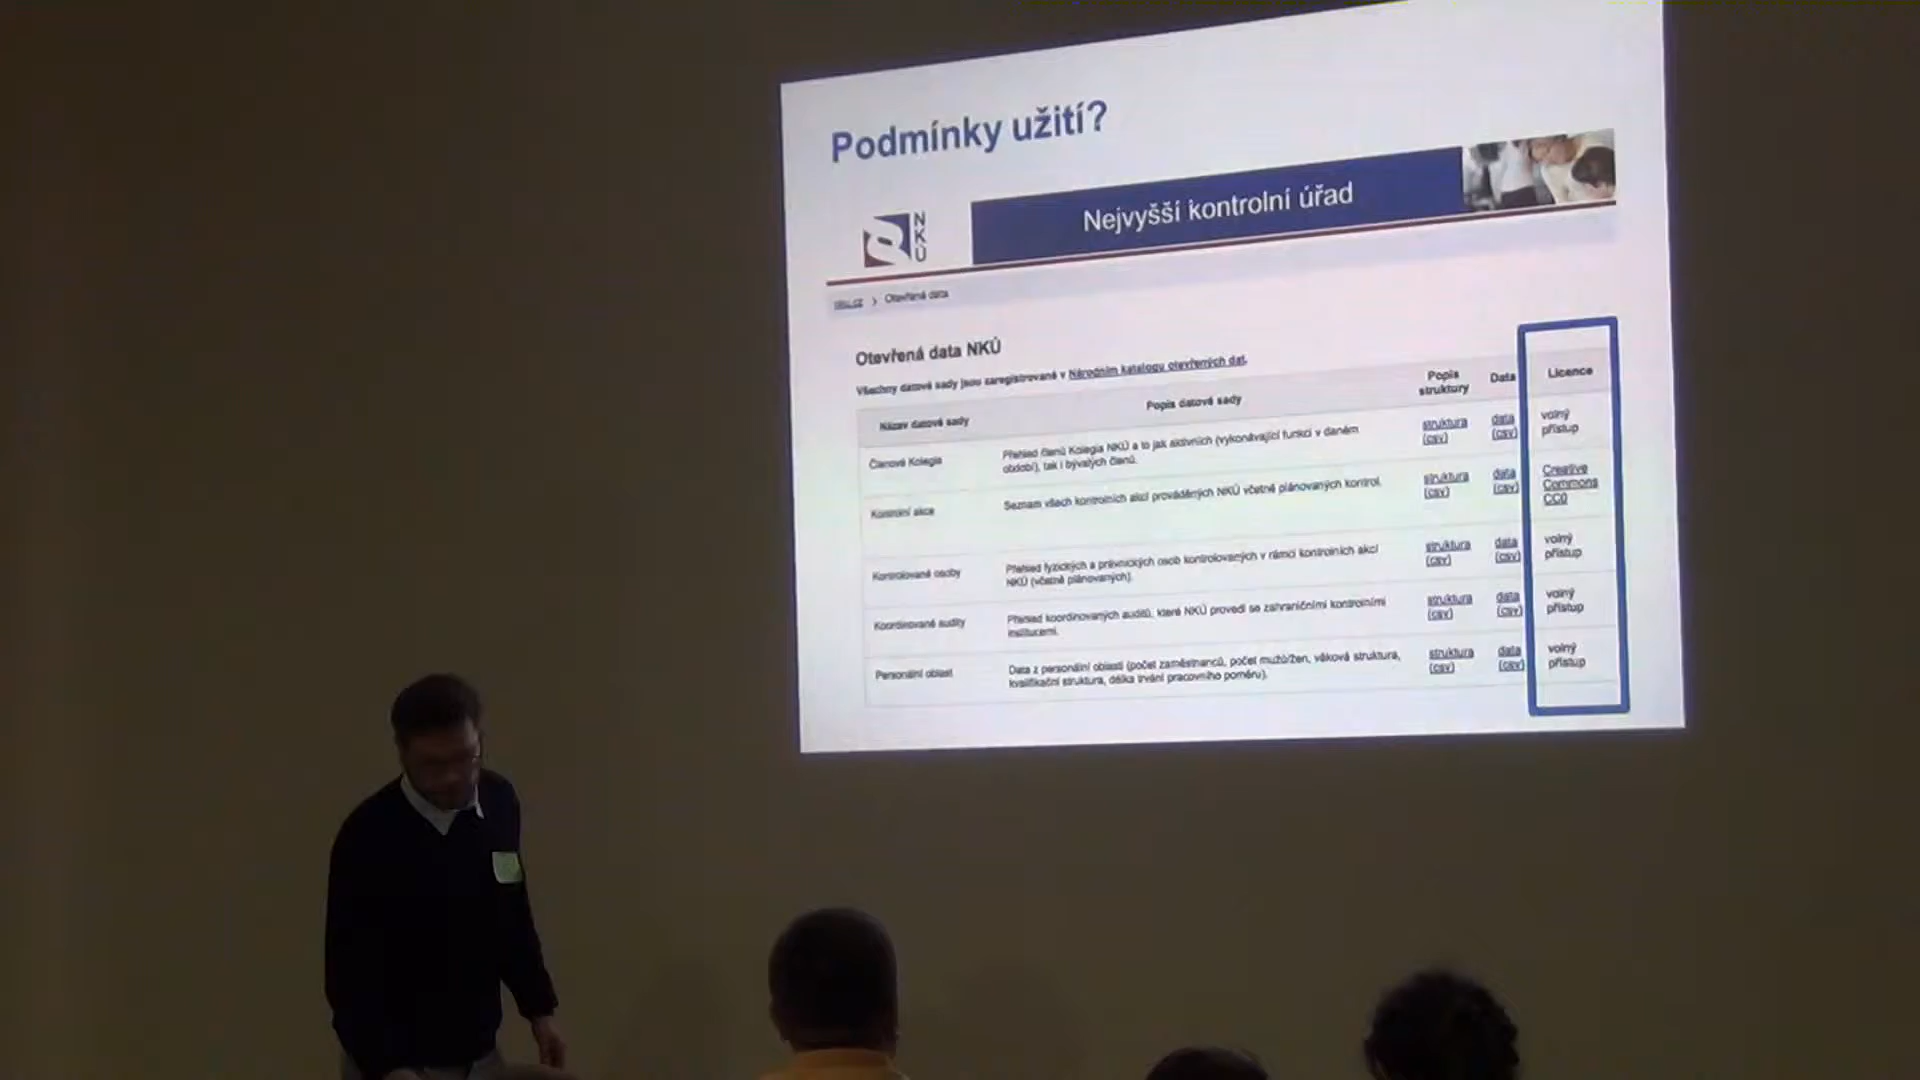 Podmínky užití?
NKÚ
Nejvyšší kontrolní úřad
> Otevřená data
Otevřená data NKÚ
Všechny datové sady jsou zaregistrované v Národním katalogu otevřených dat.
Název datové sady Popis datové sady Popis struktury Data Licence
Členové Kolegia Přehled členů Kolegia NKÚ a to jak aktivních (vykonávající funkci v daném
období), tak i bývalých členů.
struktura (csv) data (csv) volný přístup
Kontrolní akce Seznam všech kontrolních akcí prováděných NKÚ včetně plánovaných kontrol.
struktura (csv) data (csv) Creative Commons CC0
Kontrolované osoby Přehled fyzických a právnických osob kontrolovaných v rámci kontrolních akcí
NKÚ (včetně plánovaných).
struktura (csv) data (csv) volný přístup
Koordinované audity Přehled koordinovaných auditů, které NKÚ provedl se zahraničními kontrolními
institucemi.
struktura (csv) data (csv) volný přístup
Personální oblast Data z personální oblasti (počet zaměstnanců, počet mužů/žen, věková struktura,
kvalifikační struktura, délka trvání pracovního poměru).
struktura (csv) data (csv) volný přístup